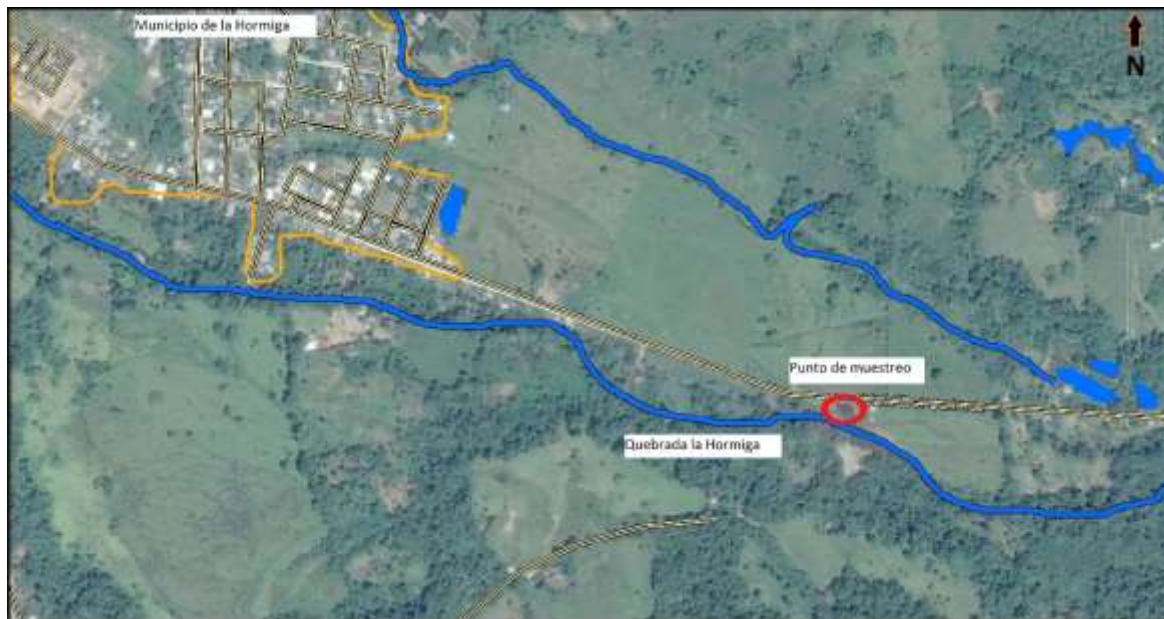 Municipio de la Hormiga
N
Punto de muestreo
Quebrada la Hormiga